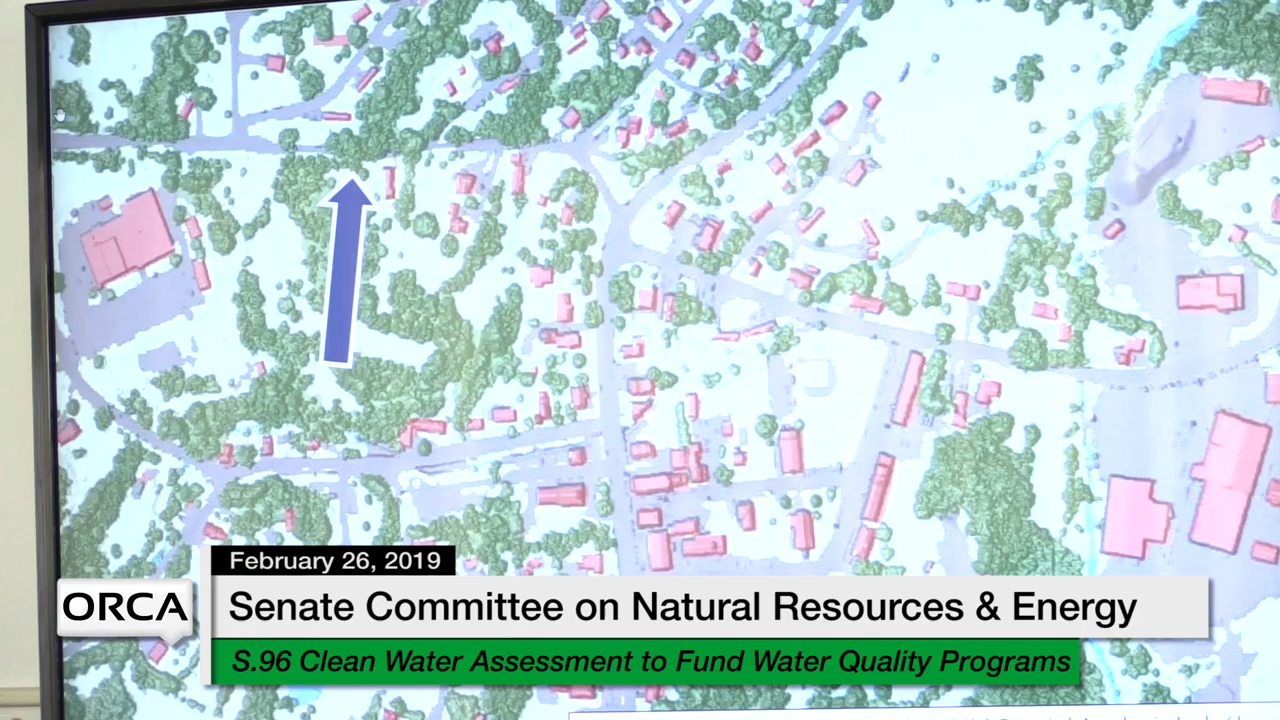 February 26, 2019
ORCA
Senate Committee on Natural Resources & Energy
S.96 Clean Water Assessment to Fund Water Quality Programs